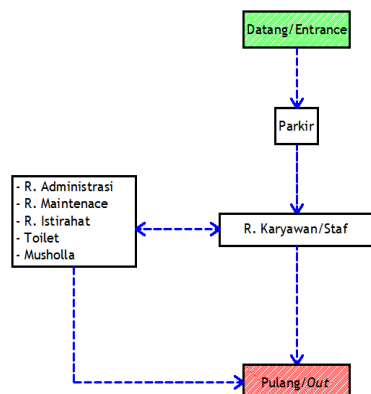 Datang/Entrance
Parkir
- R. Administrasi
- R. Maintenace
- R. Istirahat
- Toilet
- Musholla
R. Karyawan/Staf
Pulang/Out